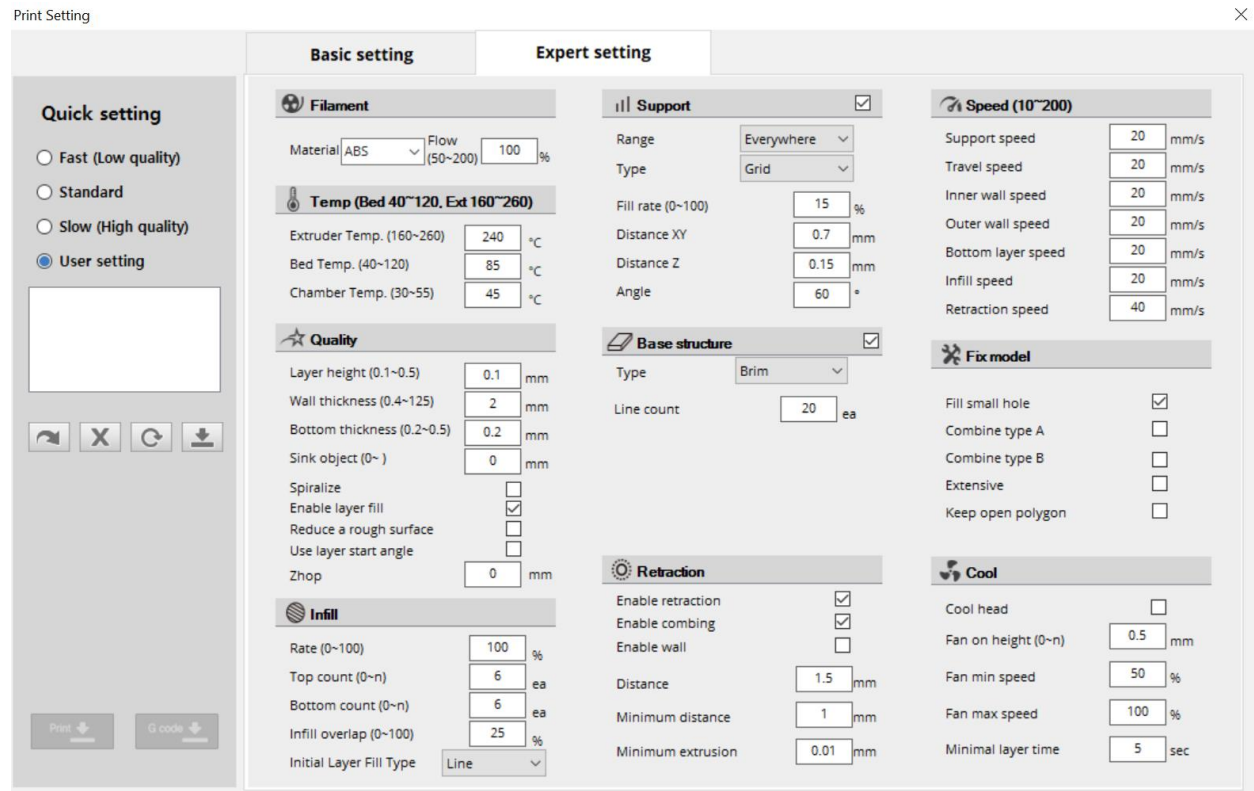 Print Setting
Basic setting
Expert setting
Quick setting
Fast (Low quality)
Standard
Slow (High quality)
User setting
Print
G code
Filament
Material ABS Flow (50~200) 100 %
Temp (Bed 40~120, Ext 160~260)
Extruder Temp. (160~260) 240 °C
Bed Temp. (40~120) 85 °C
Chamber Temp. (30~55) 45 °C
Quality
Layer height (0.1~0.5) 0.1 mm
Wall thickness (0.4~125) 2 mm
Bottom thickness (0.2~0.5) 0.2 mm
Sink object (0~ ) 0 mm
Spiralize
Enable layer fill
Reduce a rough surface
Use layer start angle
Zhop 0 mm
Infill
Rate (0~100) 100 %
Top count (0~n) 6 ea
Bottom count (0~n) 6 ea
Infill overlap (0~100) 25 %
Initial Layer Fill Type Line
Support
Range Everywhere
Type Grid
Fill rate (0~100) 15 %
Distance XY 0.7 mm
Distance Z 0.15 mm
Angle 60 °
Base structure
Type Brim
Line count 20 ea
Retraction
Enable retraction
Enable combing
Enable wall
Distance 1.5 mm
Minimum distance 1 mm
Minimum extrusion 0.01 mm
Speed (10~200)
Support speed 20 mm/s
Travel speed 20 mm/s
Inner wall speed 20 mm/s
Outer wall speed 20 mm/s
Bottom layer speed 20 mm/s
Infill speed 20 mm/s
Retraction speed 40 mm/s
Fix model
Fill small hole
Combine type A
Combine type B
Extensive
Keep open polygon
Cool
Cool head
Fan on height (0~n) 0.5 mm
Fan min speed 50 %
Fan max speed 100 %
Minimal layer time 5 sec